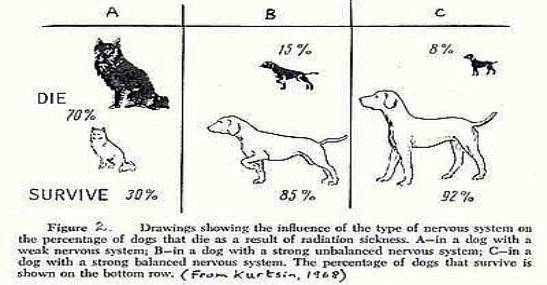 A B C
15% 8%
DIE
70%
SURVIVE 30% 85% 92%
Figure 2. Drawings showing the influence of the type of nervous system on
the percentage of dogs that die as a result of radiation sickness. A—in a dog with a
weak nervous system; B—in a dog with a strong unbalanced nervous system; C—in a
dog with a strong balanced nervous system. The percentage of dogs that survive is
shown on the bottom row. (From Kurtsin, 1968)